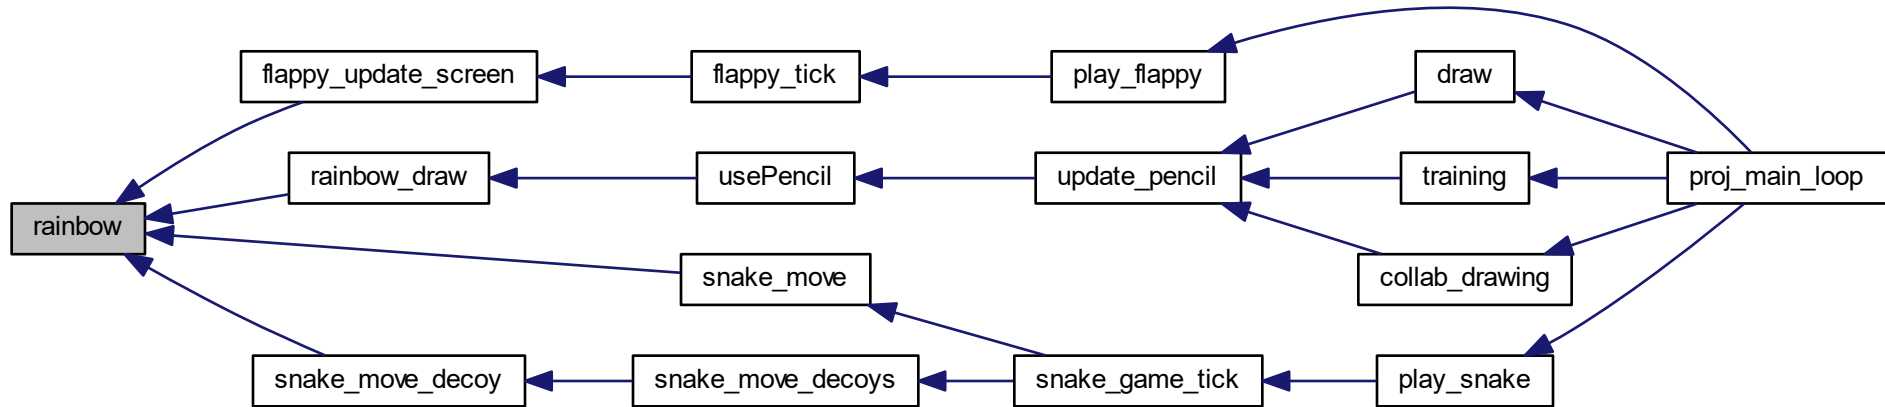 flappy_update_screen
flappy_tick
play_flappy
draw
rainbow_draw
usePencil
update_pencil
training
proj_main_loop
rainbow
snake_move
collab_drawing
snake_move_decoy
snake_move_decoys
snake_game_tick
play_snake